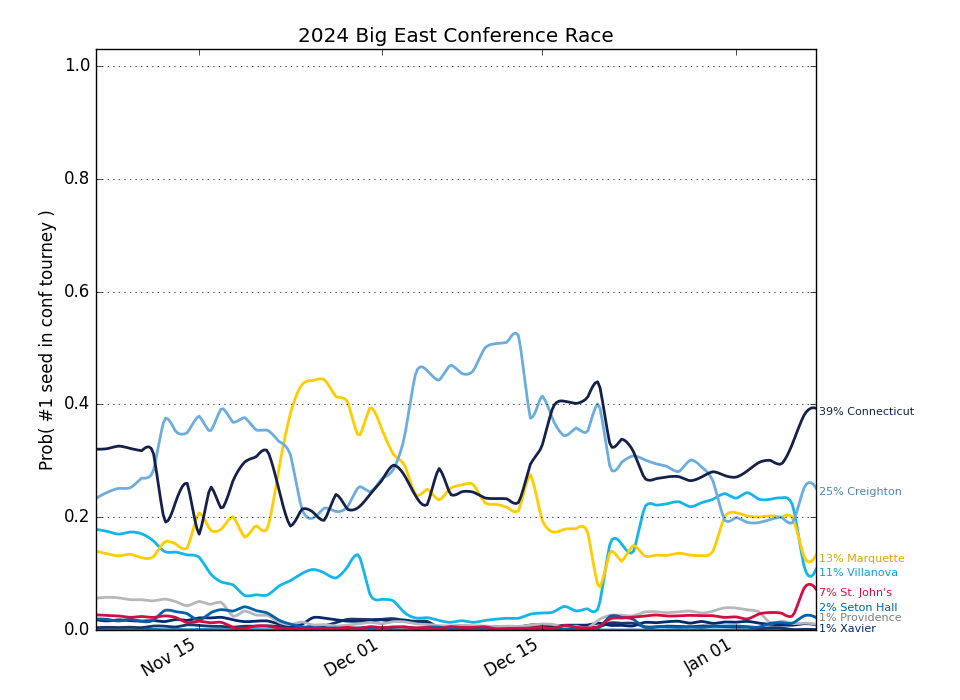 2024 Big East Conference Race
Prob( #1 seed in conf tourney )
1.0
0.8
0.6
0.4
0.2
0.0
Nov 15
Dec 01
Dec 15
Jan 01
39% Connecticut
25% Creighton
13% Marquette
11% Villanova
7% St. John's
2% Seton Hall
1% Providence
1% Xavier